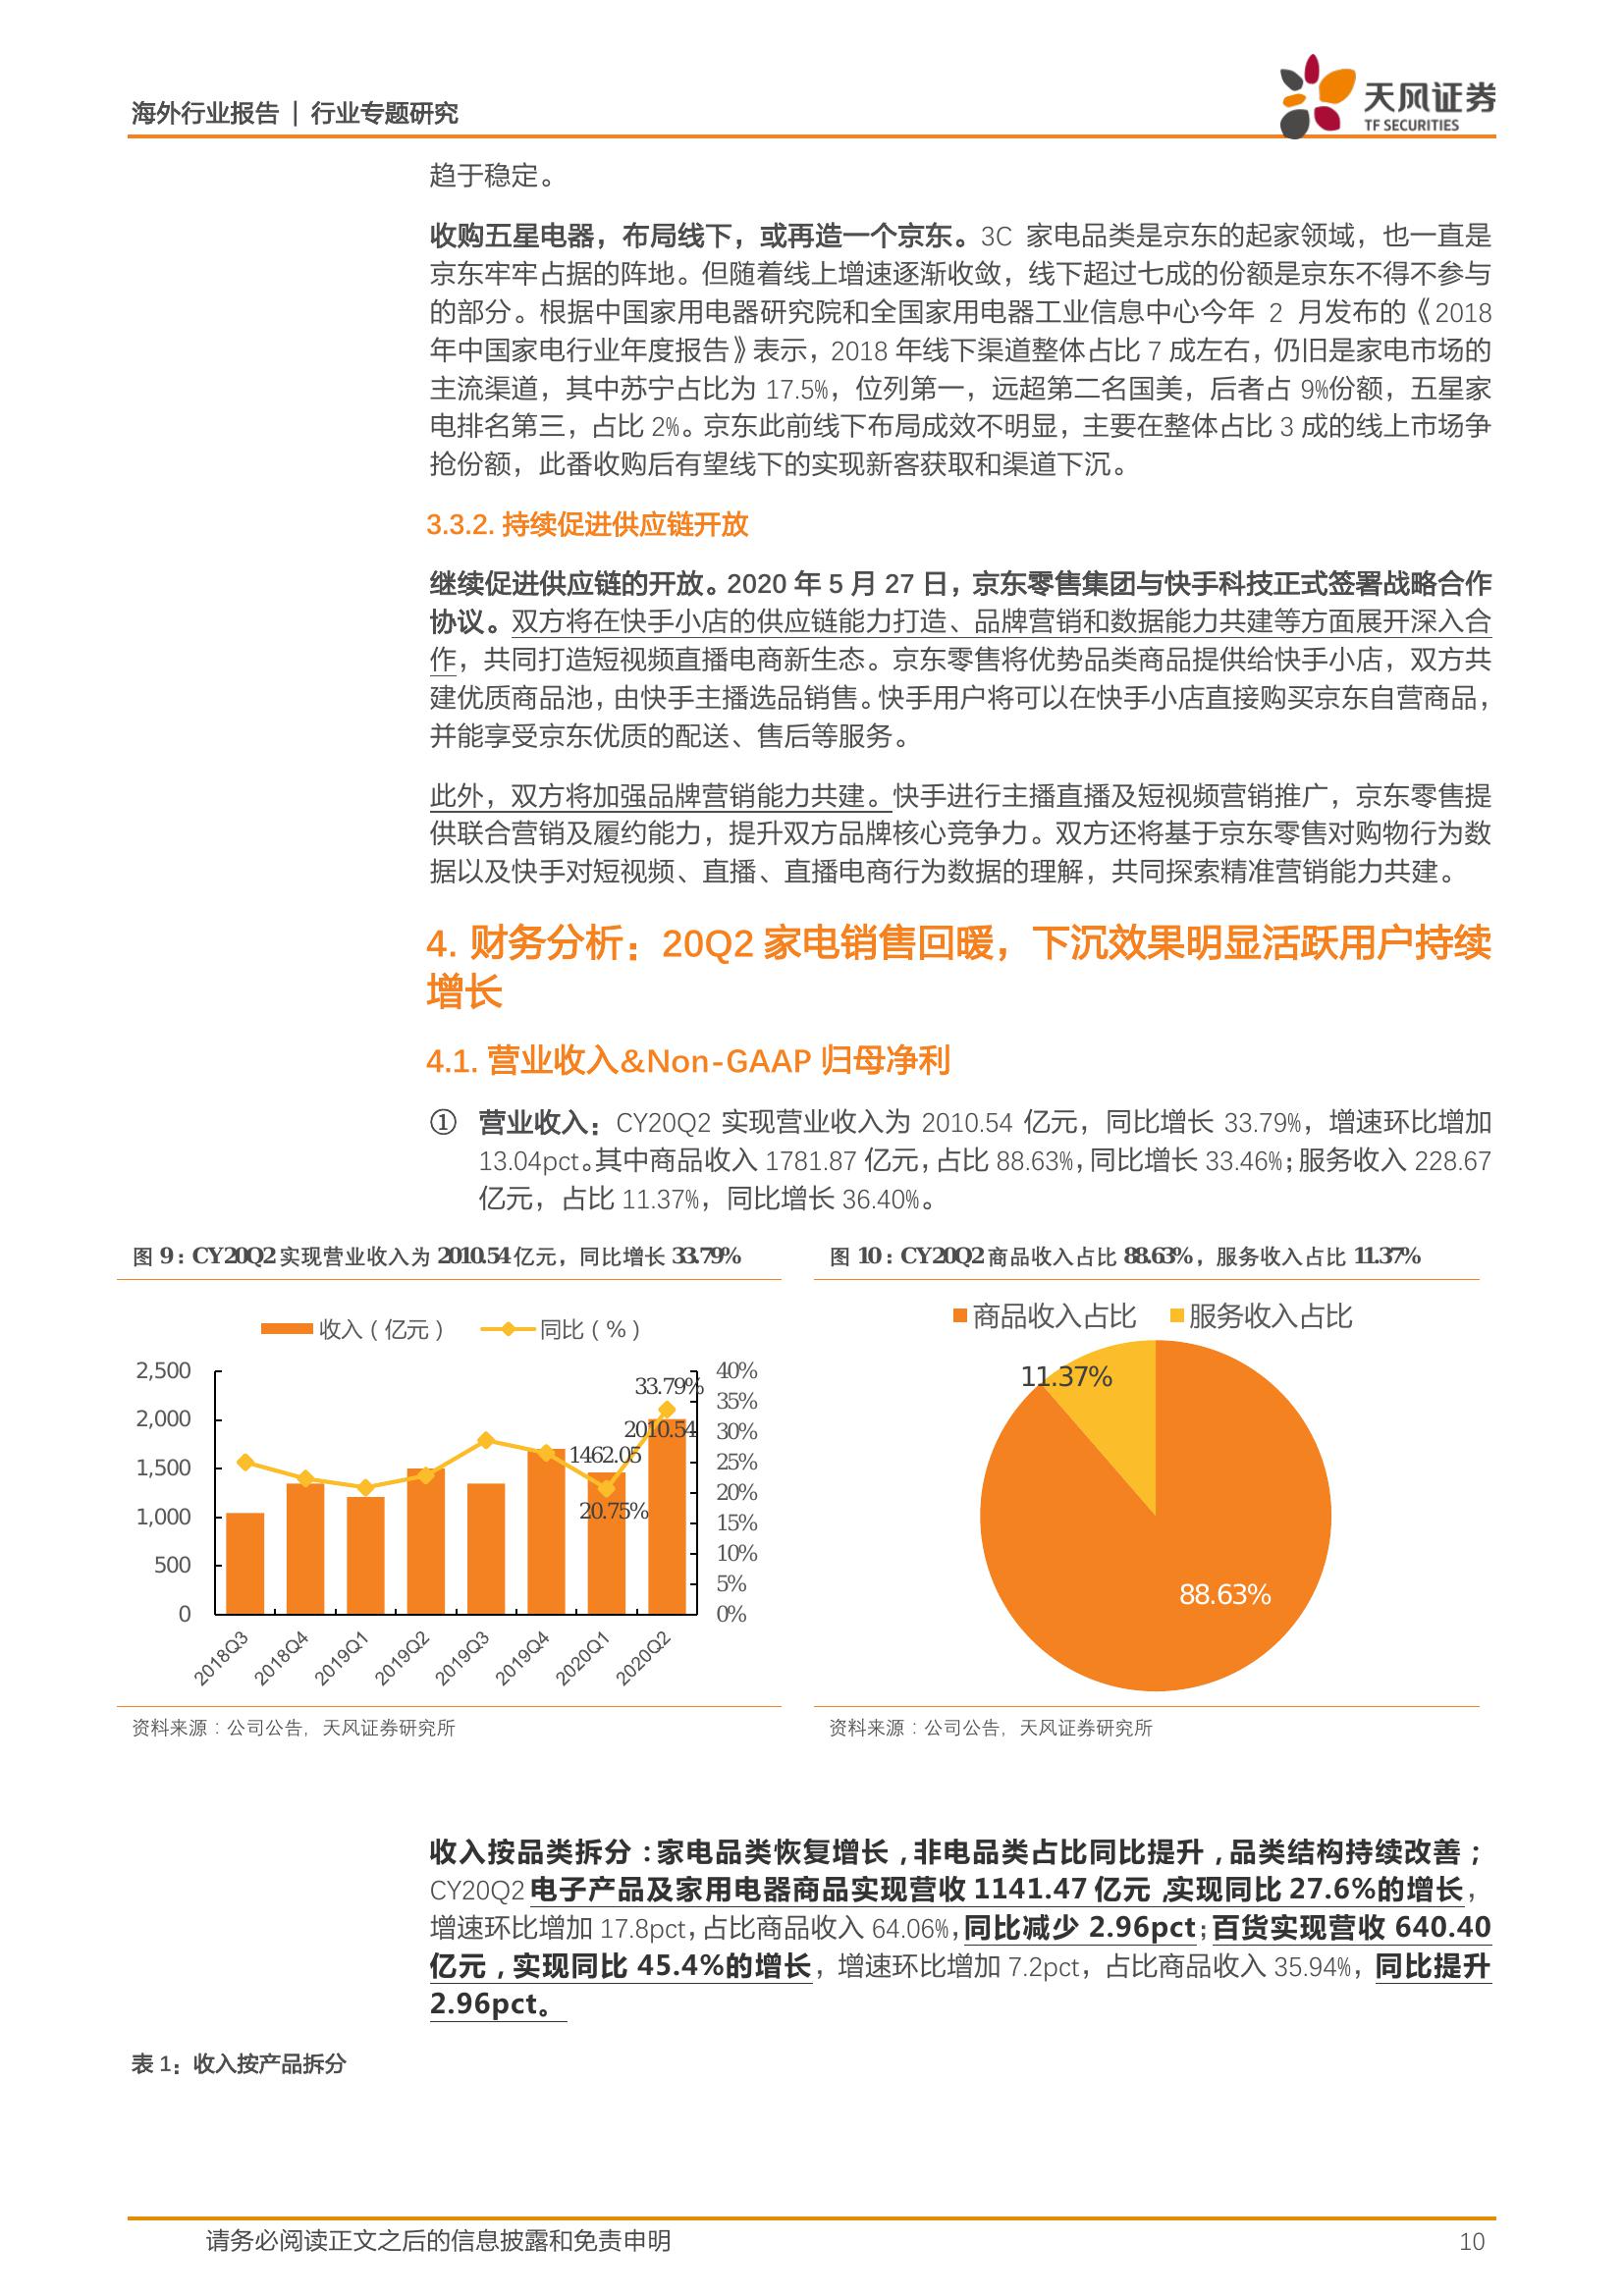 海外行业报告 | 行业专题研究
天风证券
TF SECURITIES
趋于稳定。
收购五星电器，布局线下，或再造一个京东。3C 家电品类是京东的起家领域，也一直是
京东牢牢占据的阵地。但随着线上增速逐渐收敛，线下超过七成的份额是京东不得不参与
的部分。根据中国家用电器研究院和全国家用电器工业信息中心今年 2 月发布的《2018
年中国家电行业年度报告》表示，2018 年线下渠道整体占比 7 成左右，仍旧是家电市场的
主流渠道，其中苏宁占比为 17.5%，位列第一，远超第二名国美，后者占 9%份额，五星家
电排名第三，占比 2%。京东此前线下布局成效不明显，主要在整体占比 3 成的线上市场争
抢份额，此番收购后有望线下的实现新客获取和渠道下沉。
3.3.2. 持续促进供应链开放
继续促进供应链的开放。2020 年 5 月 27 日，京东零售集团与快手科技正式签署战略合作
协议。双方将在快手小店的供应链能力打造、品牌营销和数据能力共建等方面展开深入合
作，共同打造短视频直播电商新生态。京东零售将优势品类商品提供给快手小店，双方共
建优质商品池，由快手主播选品销售。快手用户将可以在快手小店直接购买京东自营商品，
并能享受京东优质的配送、售后等服务。
此外，双方将加强品牌营销能力共建。快手进行主播直播及短视频营销推广，京东零售提
供联合营销及履约能力，提升双方品牌核心竞争力。双方还将基于京东零售对购物行为数
据以及快手对短视频、直播、直播电商行为数据的理解，共同探索精准营销能力共建。
4. 财务分析：20Q2 家电销售回暖，下沉效果明显活跃用户持续
增长
4.1. 营业收入&Non-GAAP 归母净利
① 营业收入：CY20Q2 实现营业收入为 2010.54 亿元，同比增长 33.79%，增速环比增加
13.04pct。其中商品收入 1781.87 亿元，占比 88.63%，同比增长 33.46%；服务收入 228.67
亿元，占比 11.37%，同比增长 36.40%。
图 9：CY20Q2 实现营业收入为 2010.54 亿元，同比增长 33.79%
收入（亿元） 同比（%）
2,500
2,000
1,500
1,000
500
0
40%
35%
30%
25%
20%
15%
10%
5%
0%
33.79%
2010.54
1462.05
20.75%
2018Q3 2018Q4 2019Q1 2019Q2 2019Q3 2019Q4 2020Q1 2020Q2
资料来源：公司公告，天风证券研究所
图 10：CY20Q2 商品收入占比 88.63%，服务收入占比 11.37%
商品收入占比 服务收入占比
11.37%
88.63%
资料来源：公司公告，天风证券研究所
收入按品类拆分：家电品类恢复增长，非电品类占比同比提升，品类结构持续改善；
CY20Q2 电子产品及家用电器商品实现营收 1141.47 亿元，实现同比 27.6%的增长，
增速环比增加 17.8pct，占比商品收入 64.06%，同比减少 2.96pct；百货实现营收 640.40
亿元，实现同比 45.4%的增长，增速环比增加 7.2pct，占比商品收入 35.94%，同比提升
2.96pct。
表 1：收入按产品拆分
请务必阅读正文之后的信息披露和免责申明
10